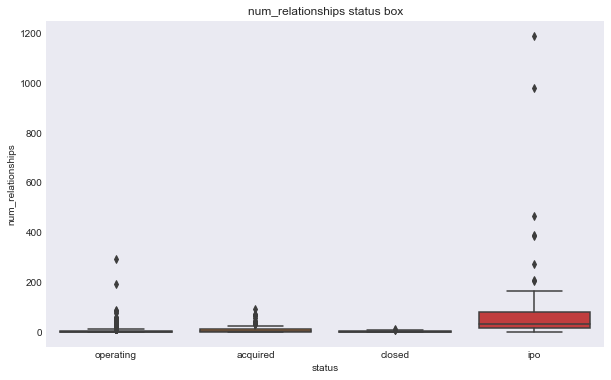 num_relationships status box
1200
1000
800
600
400
200
0
num_relationships
operating
acquired
closed
ipo
status